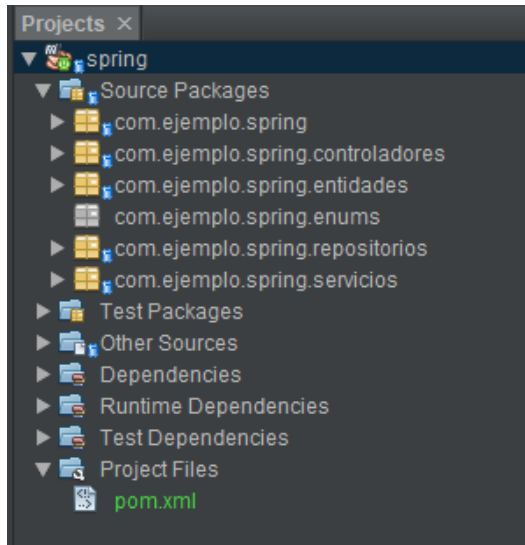 Projects ×
spring
Source Packages
com.ejemplo.spring
com.ejemplo.spring.controladores
com.ejemplo.spring.entidades
com.ejemplo.spring.enums
com.ejemplo.spring.repositorios
com.ejemplo.spring.servicios
Test Packages
Other Sources
Dependencies
Runtime Dependencies
Test Dependencies
Project Files
pom.xml